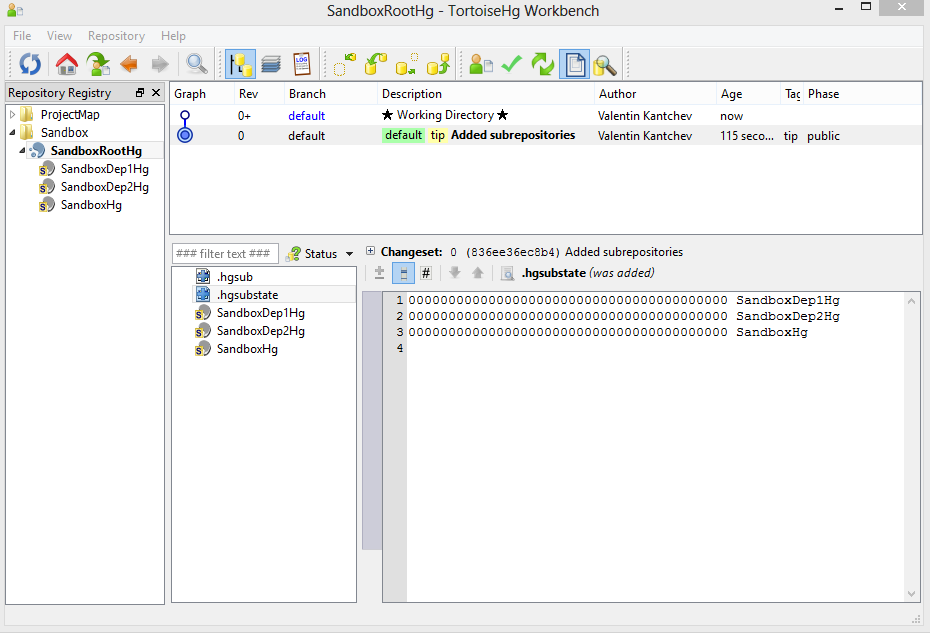 SandboxRootHg - TortoiseHg Workbench
File View Repository Help
LOG
Repository Registry
ProjectMap
Sandbox
SandboxRootHg
SandboxDep1Hg
SandboxDep2Hg
SandboxHg
Graph Rev Branch Description Author Age Tag Phase
0+ default ★ Working Directory ★ Valentin Kantchev now
0 default default tip Added subrepositories Valentin Kantchev 115 seco... tip public
### filter text ### Status
.hgsub
.hgsubstate
SandboxDep1Hg
SandboxDep2Hg
SandboxHg
Changeset: 0 (836ee36ec8b4) Added subrepositories
# .hgsubstate (was added)
1 0000000000000000000000000000000000000000 SandboxDep1Hg
2 0000000000000000000000000000000000000000 SandboxDep2Hg
3 0000000000000000000000000000000000000000 SandboxHg
4